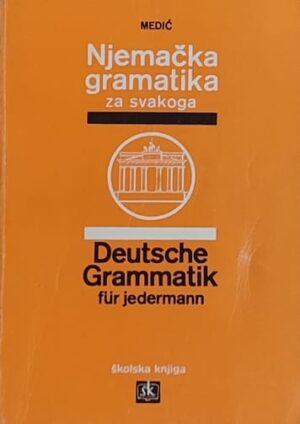 MEDIĆ
Njemačka
gramatika
za svakoga
Deutsche
Grammatik
für jedermann
školska knjiga
šk